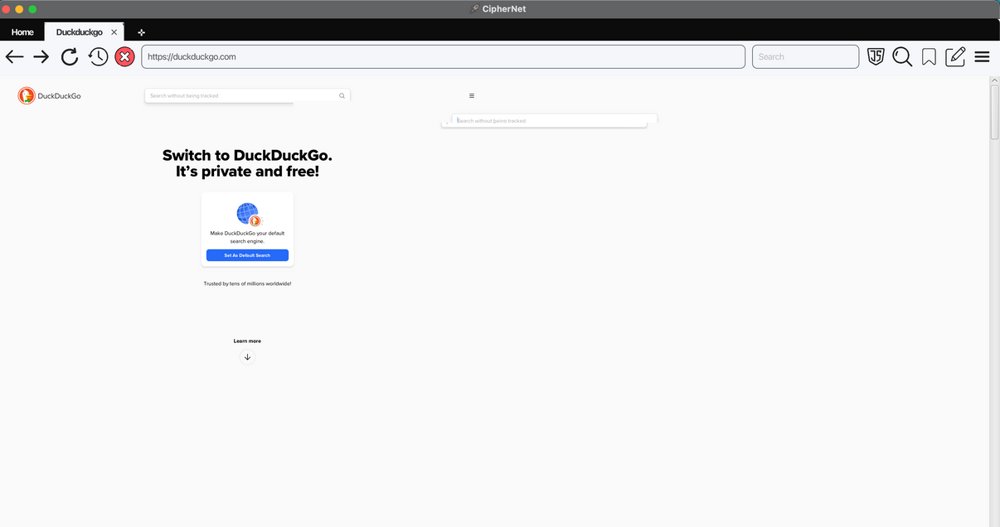 CipherNet
Home
Duckduckgo
https://duckduckgo.com
Search
JS
DuckDuckGo
Search without being tracked
Search without being tracked
Switch to DuckDuckGo.
It’s private and free!
Make DuckDuckGo your default
search engine.
Set As Default Search
Trusted by tens of millions worldwide!
Learn more